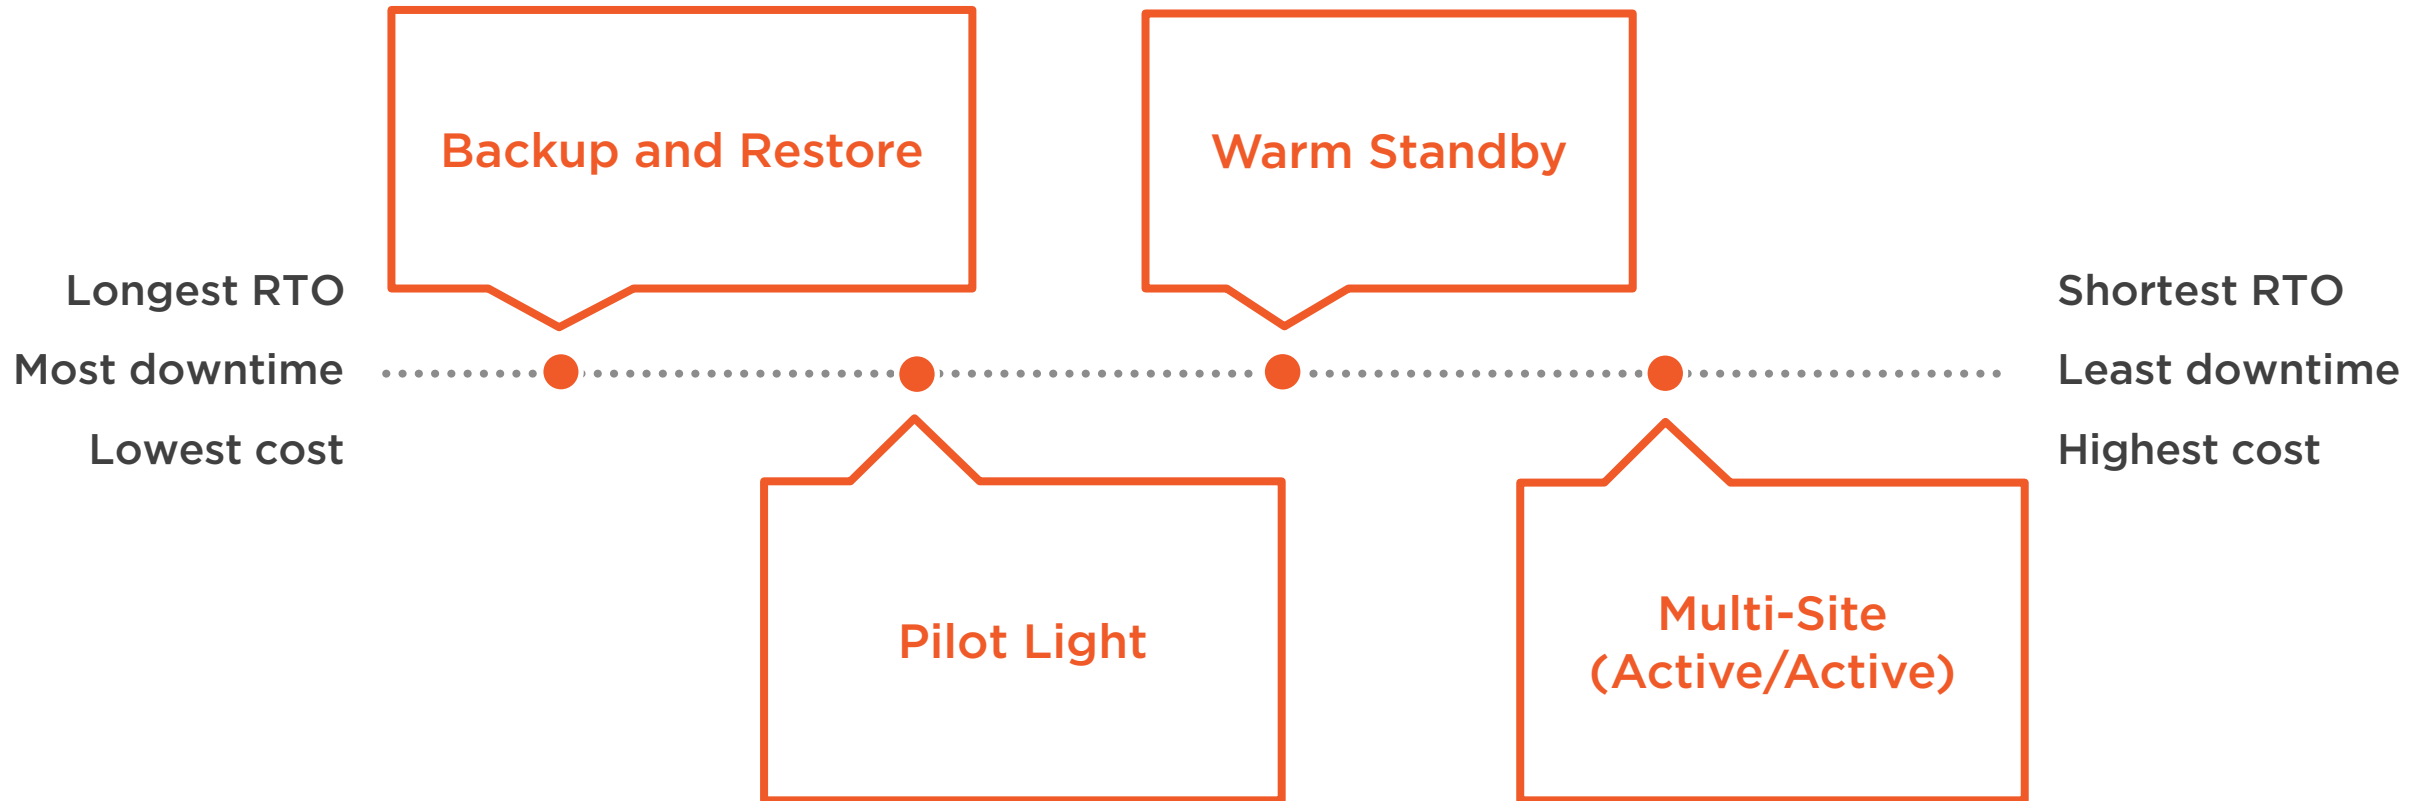 Backup and Restore
Warm Standby
Longest RTO
Most downtime
Lowest cost
Shortest RTO
Least downtime
Highest cost
Pilot Light
Multi-Site
(Active/Active)